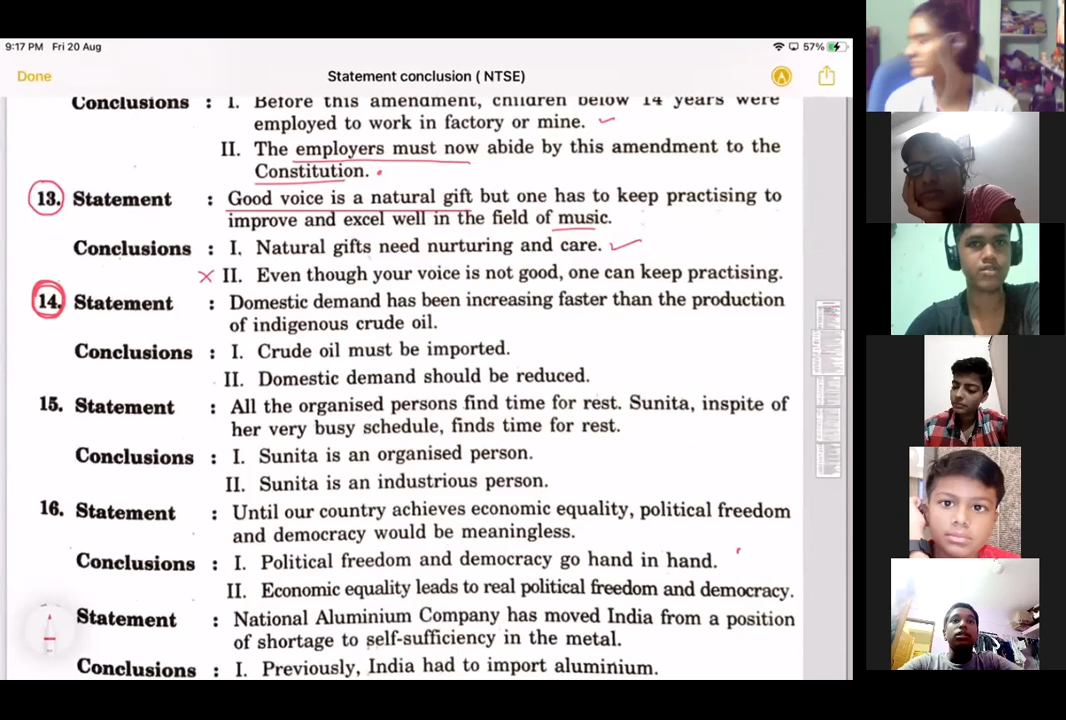 9:17 PM Fri 20 Aug 57%
Done Statement conclusion ( NTSE)
Conclusions : I. Before this amendment, children below 14 years were
employed to work in factory or mine.
II. The employers must now abide by this amendment to the
Constitution.
13. Statement : Good voice is a natural gift but one has to keep practising to
improve and excel well in the field of music.
Conclusions : I. Natural gifts need nurturing and care.
II. Even though your voice is not good, one can keep practising.
14. Statement : Domestic demand has been increasing faster than the production
of indigenous crude oil.
Conclusions : I. Crude oil must be imported.
II. Domestic demand should be reduced.
15. Statement : All the organised persons find time for rest. Sunita, inspite of
her very busy schedule, finds time for rest.
Conclusions : I. Sunita is an organised person.
II. Sunita is an industrious person.
16. Statement : Until our country achieves economic equality, political freedom
and democracy would be meaningless.
Conclusions : I. Political freedom and democracy go hand in hand.
II. Economic equality leads to real political freedom and democracy.
Statement : National Aluminium Company has moved India from a position
of shortage to self-sufficiency in the metal.
Conclusions : I. Previously, India had to import aluminium.